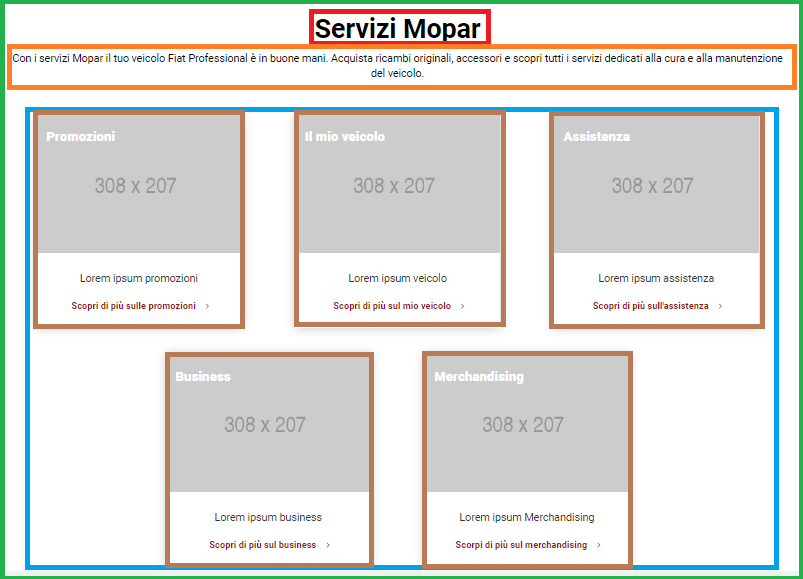 Servizi Mopar
Con i servizi Mopar il tuo veicolo Fiat Professional è in buone mani. Acquista ricambi originali, accessori e scopri tutti i servizi dedicati alla cura e alla manutenzione
del veicolo.
Promozioni
308 x 207
Lorem ipsum promozioni
Scopri di più sulle promozioni
Il mio veicolo
308 x 207
Lorem ipsum veicolo
Scopri di più sul mio veicolo
Assistenza
308 x 207
Lorem ipsum assistenza
Scopri di più sull'assistenza
Business
308 x 207
Lorem ipsum business
Scopri di più sul business
Merchandising
308 x 207
Lorem ipsum Merchandising
Scorpi di più sul merchandising